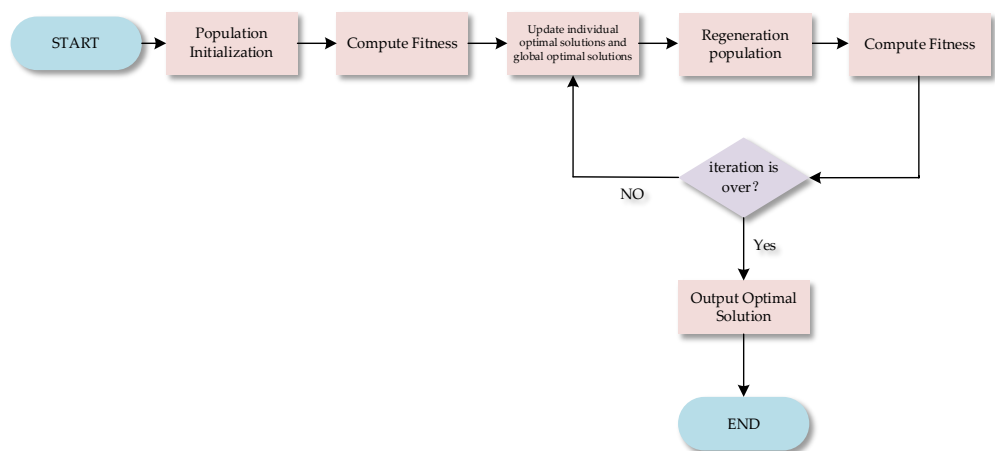 START
Population
Initialization
Compute Fitness
Update individual
optimal solutions and
global optimal solutions
Regeneration
population
Compute Fitness
iteration is
over?
NO
Yes
Output Optimal
Solution
END